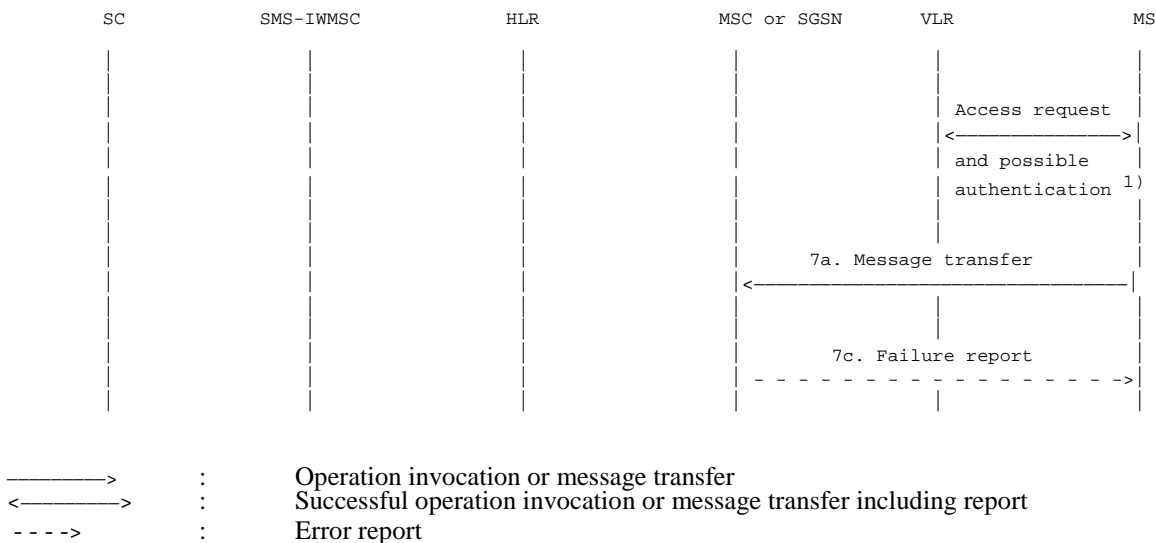 SC SMS-IWMSC HLR MSC or SGSN VLR MS
Access request
and possible
authentication 1)
7a. Message transfer
7c. Failure report
: Operation invocation or message transfer
: Successful operation invocation or message transfer including report
: Error report